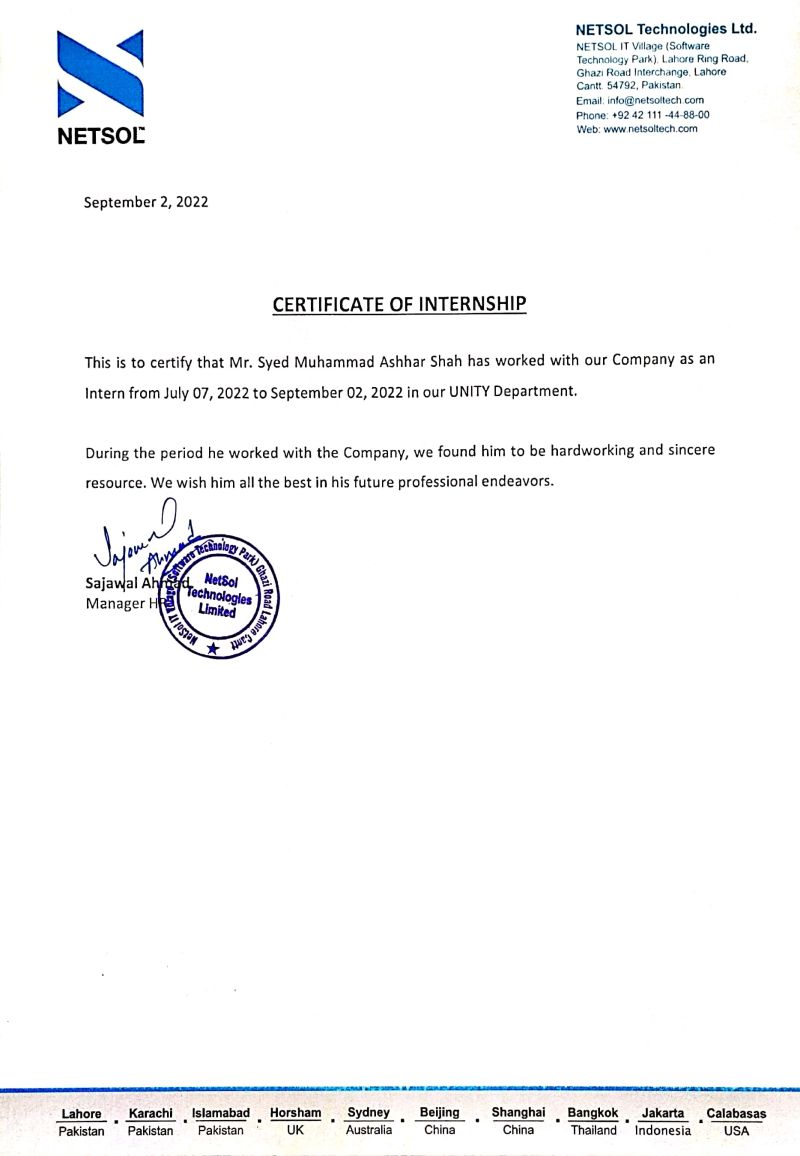 NETSOL
NETSOL Technologies Ltd.
NETSOL IT Village (Software
Technology Park), Lahore Ring Road,
Ghazi Road Interchange, Lahore
Cantt. 54792, Pakistan.
Email: info@netsoltech.com
Phone: +92 42 111 -44-88-00
Web: www.netsoltech.com
September 2, 2022
CERTIFICATE OF INTERNSHIP
This is to certify that Mr. Syed Muhammad Ashhar Shah has worked with our Company as an
Intern from July 07, 2022 to September 02, 2022 in our UNITY Department.
During the period he worked with the Company, we found him to be hardworking and sincere
resource. We wish him all the best in his future professional endeavors.
Sajawal
Ahmad
Sajawal Ahmad
Manager HR
NetSol IT Village (Software Technology Park) Ghazi Road Lahore Cantt
NetSol
Technologies
Limited
Lahore . Karachi . Islamabad . Horsham . Sydney . Beijing . Shanghai . Bangkok . Jakarta . Calabasas
Pakistan Pakistan Pakistan UK Australia China China Thailand Indonesia USA